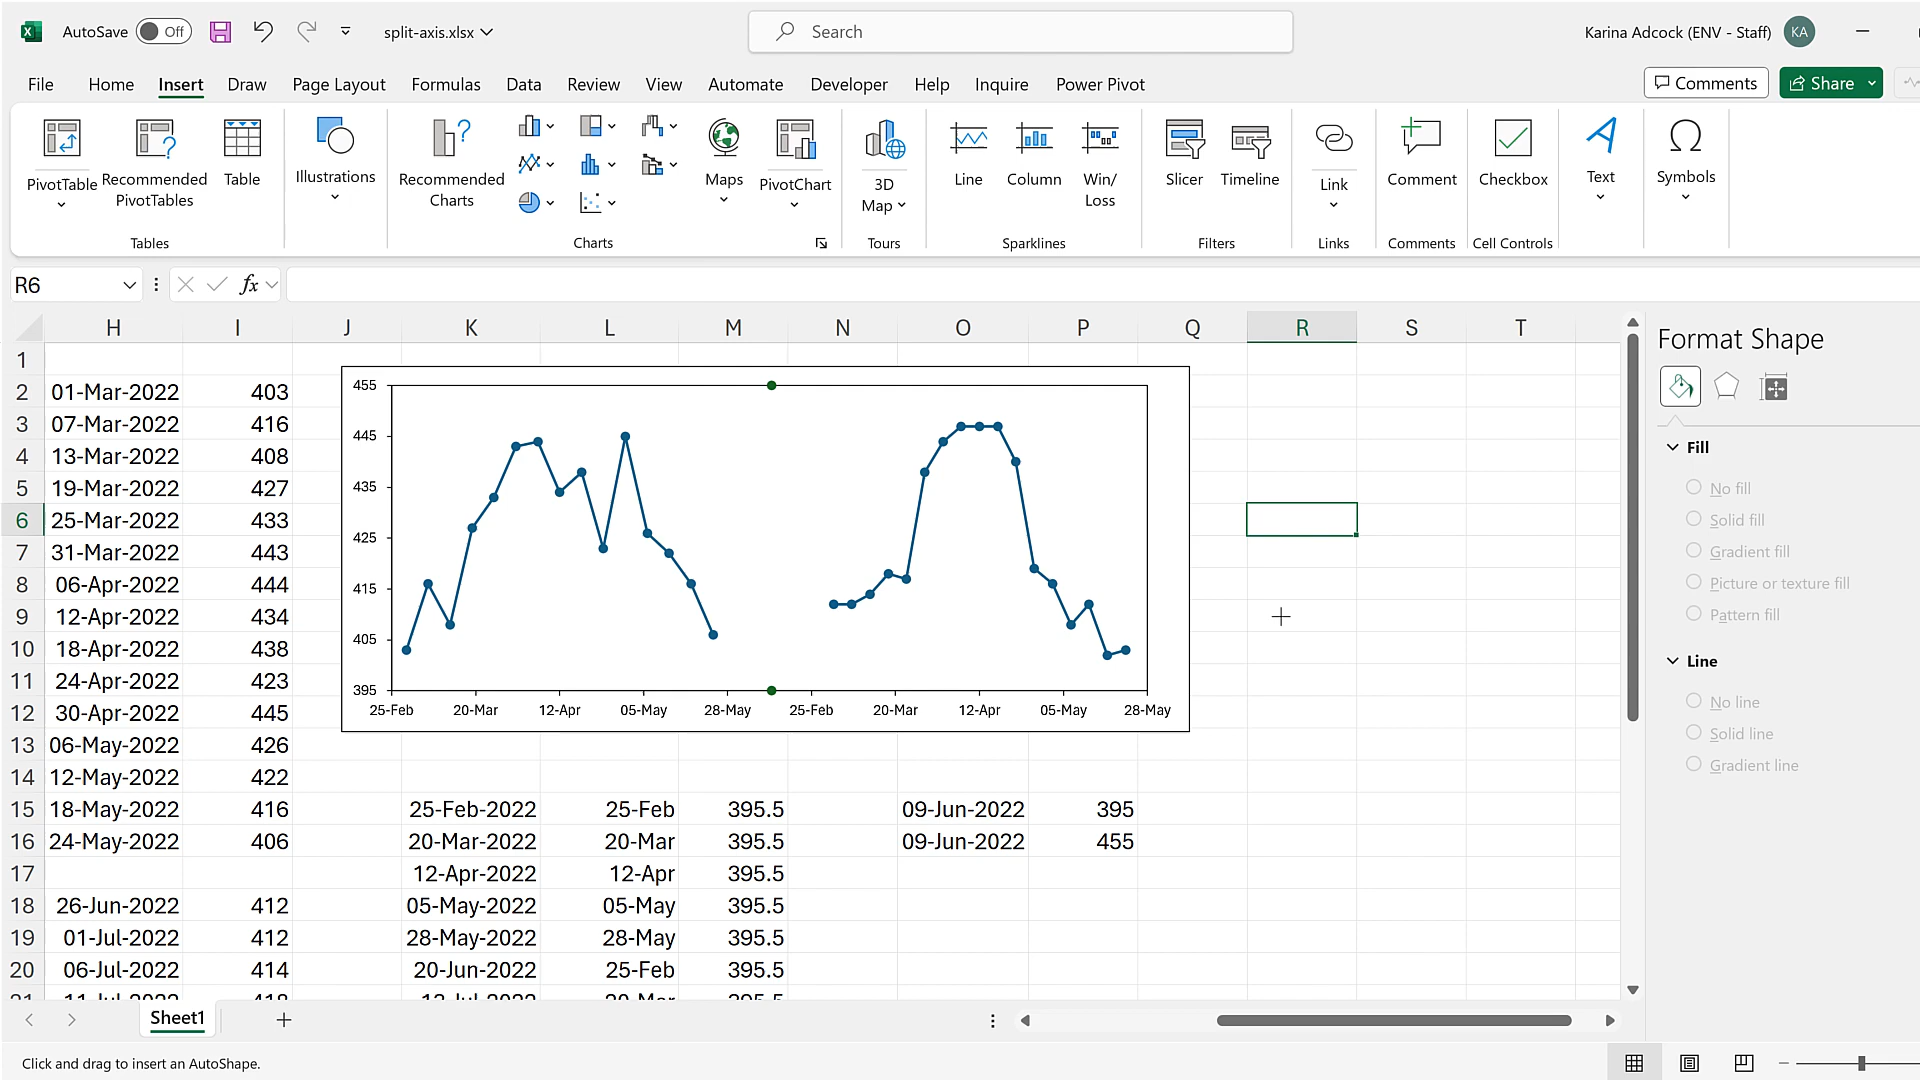 AutoSave Off split-axis.xlsx Search Karina Adcock (ENV - Staff) KA
File Home Insert Draw Page Layout Formulas Data Review View Automate Developer Help Inquire Power Pivot Comments Share
PivotTable Recommended PivotTables Table Illustrations Recommended Charts Maps PivotChart 3D Map Line Column Win/ Loss Slicer Timeline Link Comment Checkbox Text Symbols
Tables Charts Tours Sparklines Filters Links Comments Cell Controls
R6 fx
H I J K L M N O P Q R S T
1
2 01-Mar-2022 403
3 07-Mar-2022 416
4 13-Mar-2022 408
5 19-Mar-2022 427
6 25-Mar-2022 433
7 31-Mar-2022 443
8 06-Apr-2022 444
9 12-Apr-2022 434
10 18-Apr-2022 438
11 24-Apr-2022 423
12 30-Apr-2022 445
13 06-May-2022 426
14 12-May-2022 422
15 18-May-2022 416 25-Feb-2022 25-Feb 395.5 09-Jun-2022 395
16 24-May-2022 406 20-Mar-2022 20-Mar 395.5 09-Jun-2022 455
17 12-Apr-2022 12-Apr 395.5
18 26-Jun-2022 412 05-May-2022 05-May 395.5
19 01-Jul-2022 412 28-May-2022 28-May 395.5
20 06-Jul-2022 414 20-Jun-2022 25-Feb 395.5
455
445
435
425
415
405
395
25-Feb 20-Mar 12-Apr 05-May 28-May 25-Feb 20-Mar 12-Apr 05-May 28-May
Format Shape
Fill
No fill
Solid fill
Gradient fill
Picture or texture fill
Pattern fill
Line
No line
Solid line
Gradient line
Sheet1
Click and drag to insert an AutoShape.